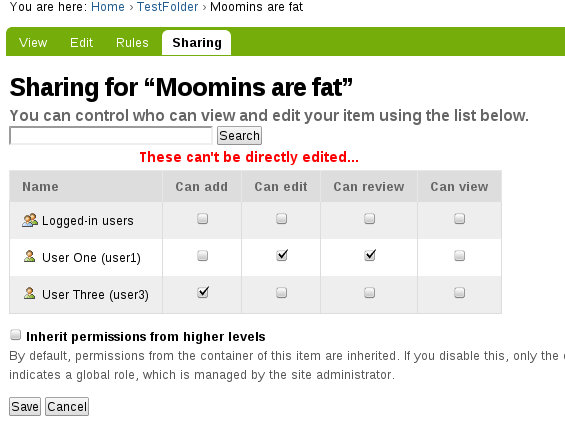 You are here: Home › TestFolder › Moomins are fat
View Edit Rules Sharing
Sharing for “Moomins are fat”
You can control who can view and edit your item using the list below.
Search
These can't be directly edited...
Name Can add Can edit Can review Can view
Logged-in users
User One (user1)
User Three (user3)
Inherit permissions from higher levels
By default, permissions from the container of this item are inherited. If you disable this, only the
indicates a global role, which is managed by the site administrator.
Save Cancel